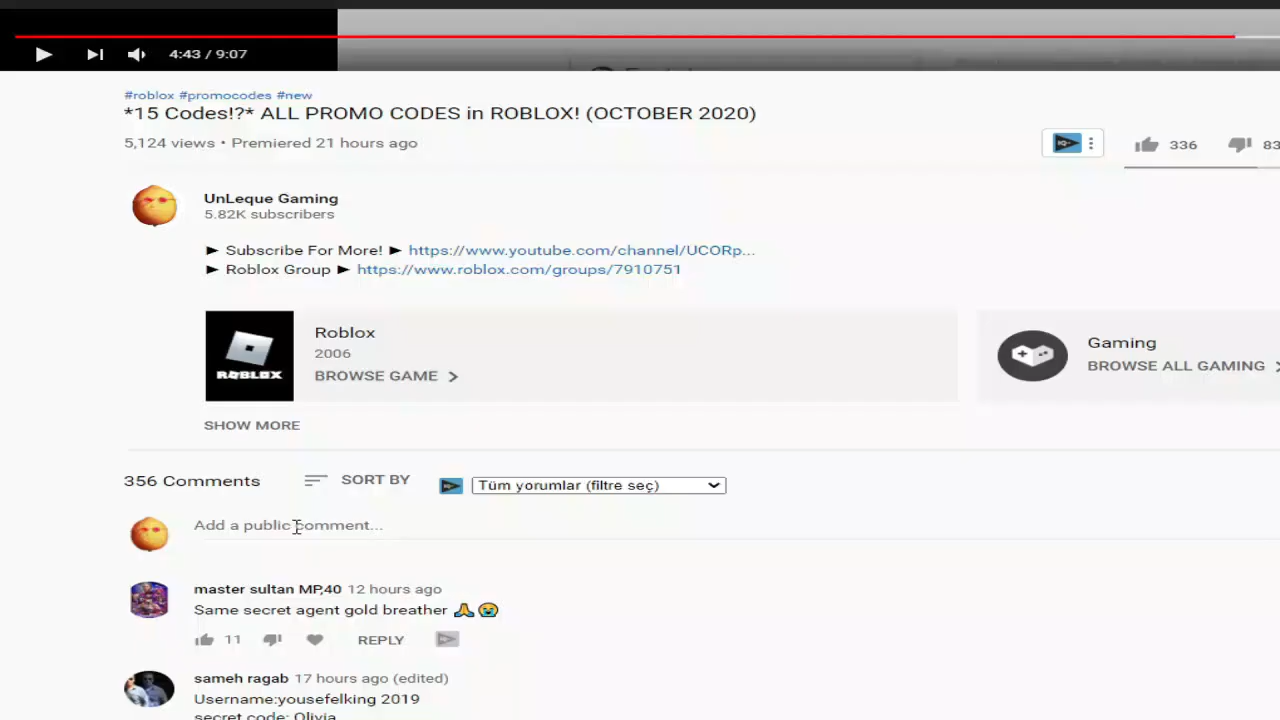 4:43 / 9:07
#roblox #promocodes #new
*15 Codes!?* ALL PROMO CODES in ROBLOX! (OCTOBER 2020)
5,124 views • Premiered 21 hours ago
336
83
UnLeque Gaming
5.82K subscribers
► Subscribe For More! ► https://www.youtube.com/channel/UCORp...
► Roblox Group ► https://www.roblox.com/groups/7910751
ROBLOX
Roblox
2006
BROWSE GAME
Gaming
BROWSE ALL GAMING
SHOW MORE
356 Comments
SORT BY
Tüm yorumlar (filtre seç)
Add a public comment...
master sultan MP,40 12 hours ago
Same secret agent gold breather 🙏😭
11
REPLY
sameh ragab 17 hours ago (edited)
Username:yousefelking 2019
secret code: Olivia